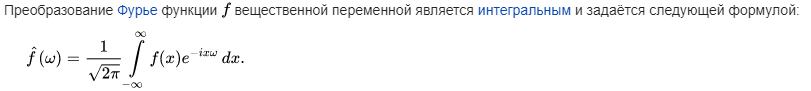 Преобразование Фурье функции f вещественной переменной является интегральным и задаётся следующей формулой:
f̂(ω) = 1/√(2π) ∫_{-∞}^{∞} f(x)e^{-ixω} dx.